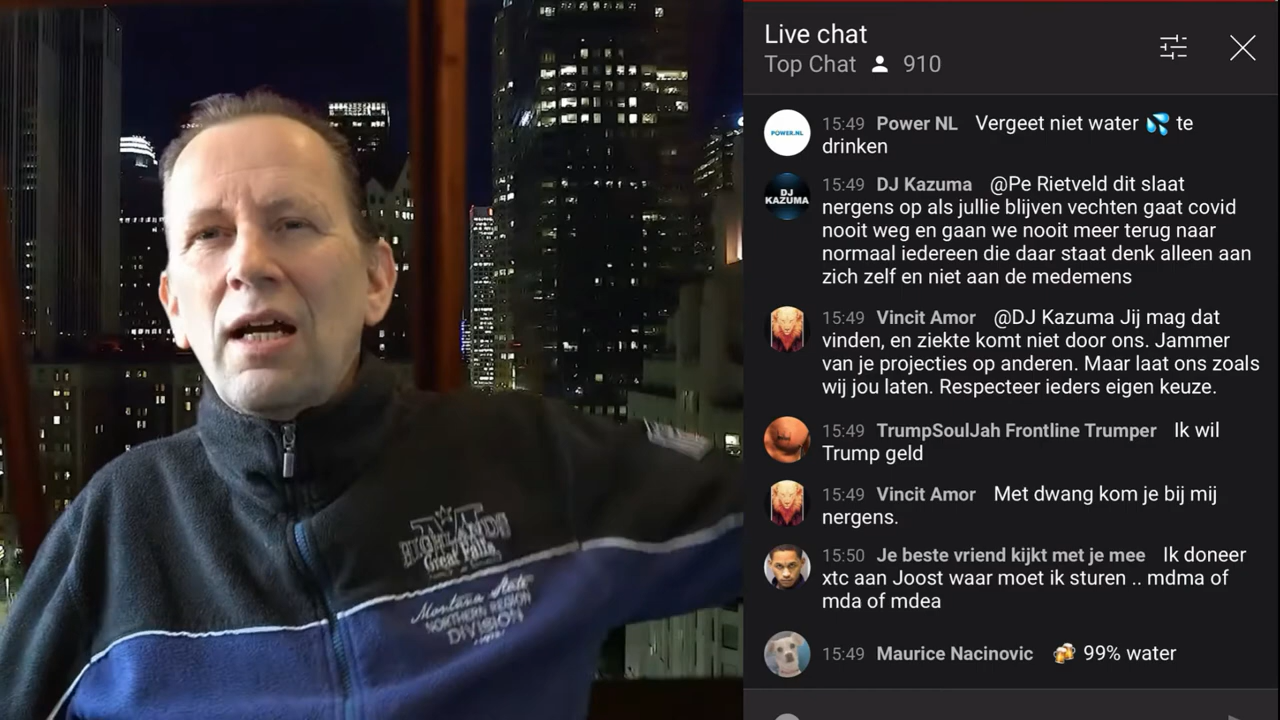 Live chat
Top Chat 910
15:49 Power NL Vergeet niet water 💦 te
drinken
POWER.NL
15:49 DJ Kazuma @Pe Rietveld dit slaat
nergens op als jullie blijven vechten gaat covid
nooit weg en gaan we nooit meer terug naar
normaal iedereen die daar staat denk alleen aan
zich zelf en niet aan de medemens
DJ
KAZUMA
15:49 Vincit Amor @DJ Kazuma Jij mag dat
vinden, en ziekte komt niet door ons. Jammer
van je projecties op anderen. Maar laat ons zoals
wij jou laten. Respecteer ieders eigen keuze.
15:49 TrumpSoulJah Frontline Trumper Ik wil
Trump geld
15:49 Vincit Amor Met dwang kom je bij mij
nergens.
15:50 Je beste vriend kijkt met je mee Ik doneer
xtc aan Joost waar moet ik sturen .. mdma of
mda of mdea
15:49 Maurice Nacinovic 🍻 99% water
HIGHLANDS
Great Falls,
Montana State
NORTHERN REGION
DIVISION